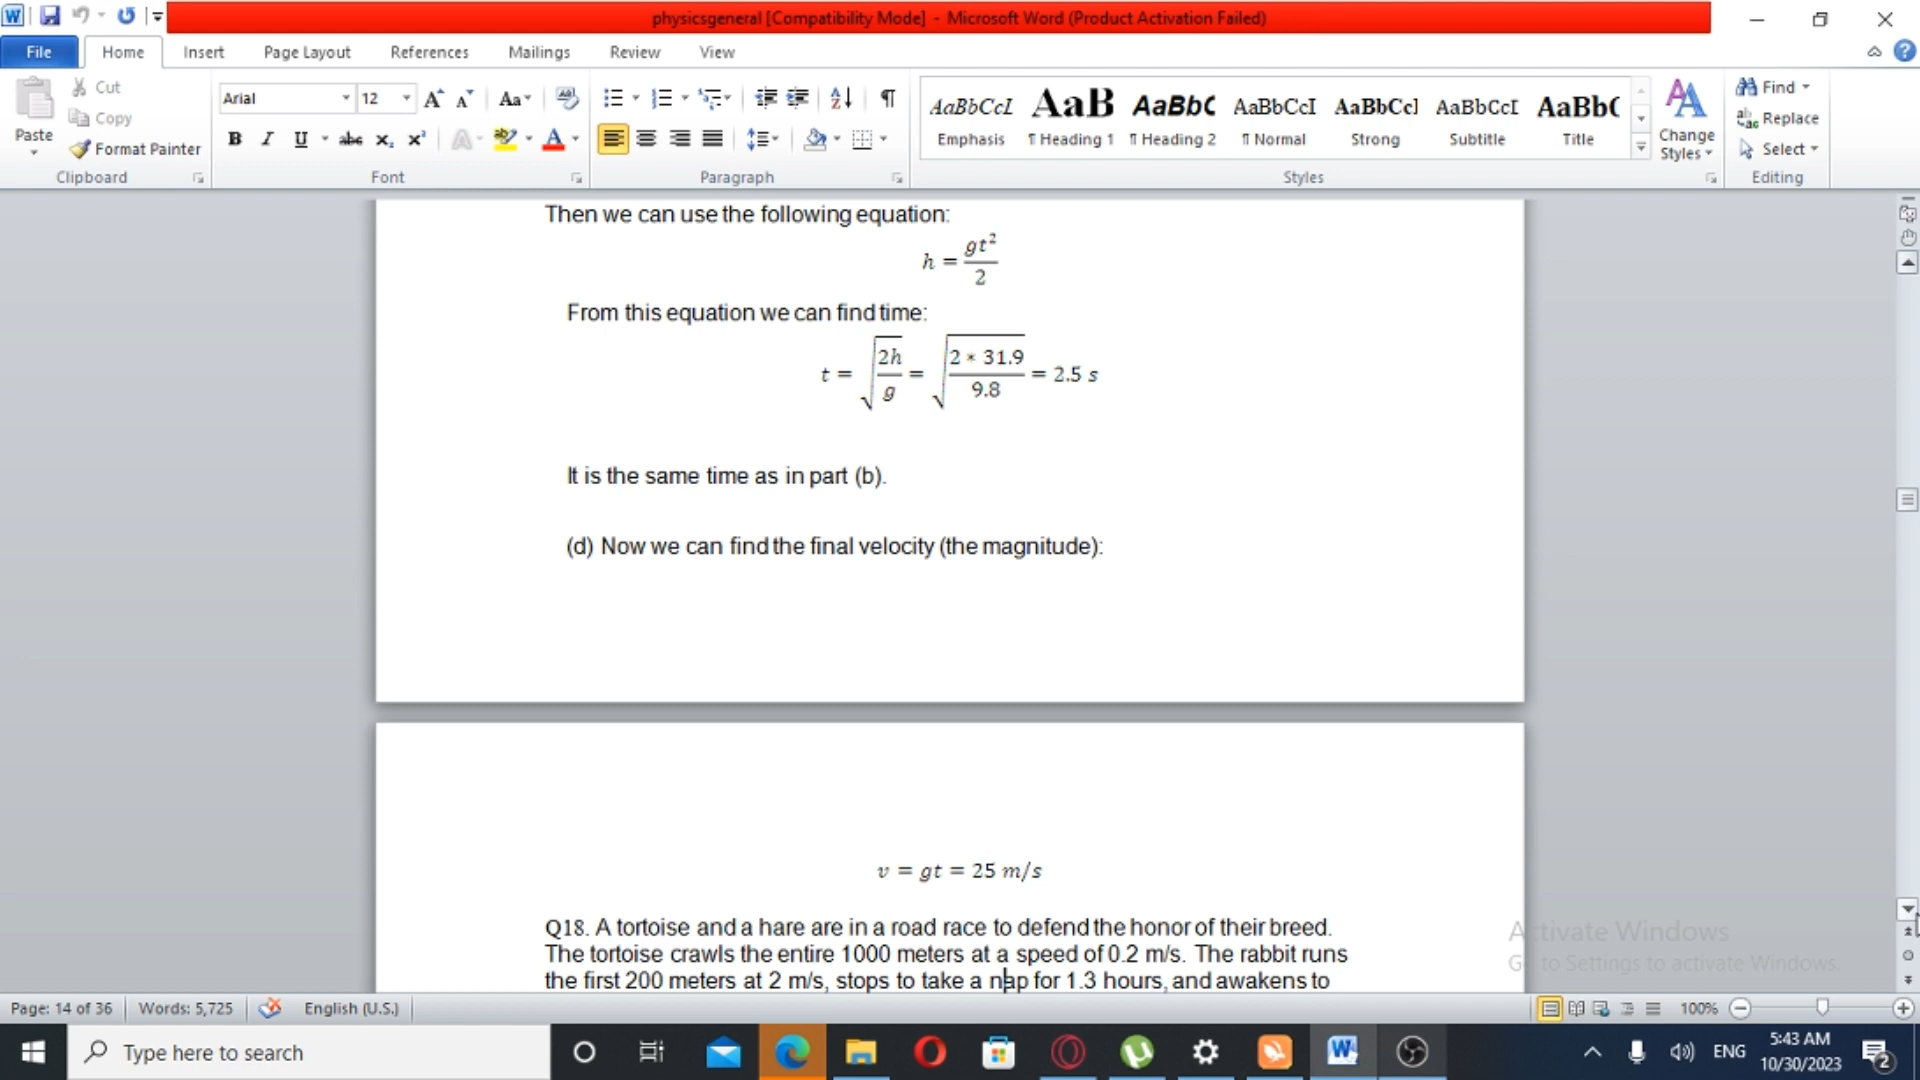 physicsgeneral [Compatibility Mode] - Microsoft Word (Product Activation Failed)
File Home Insert Page Layout References Mailings Review View
Paste
Cut
Copy
Format Painter
Clipboard
Arial 12
Font
Paragraph
AaBbCcI AaB AaBbC AaBbCcI AaBbCcl AaBbCcI AaBb(
Emphasis ¶ Heading 1 ¶ Heading 2 ¶ Normal Strong Subtitle Title
Styles
Change Styles
Find
Replace
Select
Editing
Then we can use the following equation:
h = gt²/2
From this equation we can find time:
t = √(2h/g) = √(2 * 31.9/9.8) = 2.5 s
It is the same time as in part (b).
(d) Now we can find the final velocity (the magnitude):
v = gt = 25 m/s
Q18. A tortoise and a hare are in a road race to defend the honor of their breed.
The tortoise crawls the entire 1000 meters at a speed of 0.2 m/s. The rabbit runs
the first 200 meters at 2 m/s, stops to take a nap for 1.3 hours, and awakens to
Activate Windows
Go to Settings to activate Windows.
Page: 14 of 36 Words: 5,725 English (U.S.) 100%
Type here to search
ENG
5:43 AM
10/30/2023
2